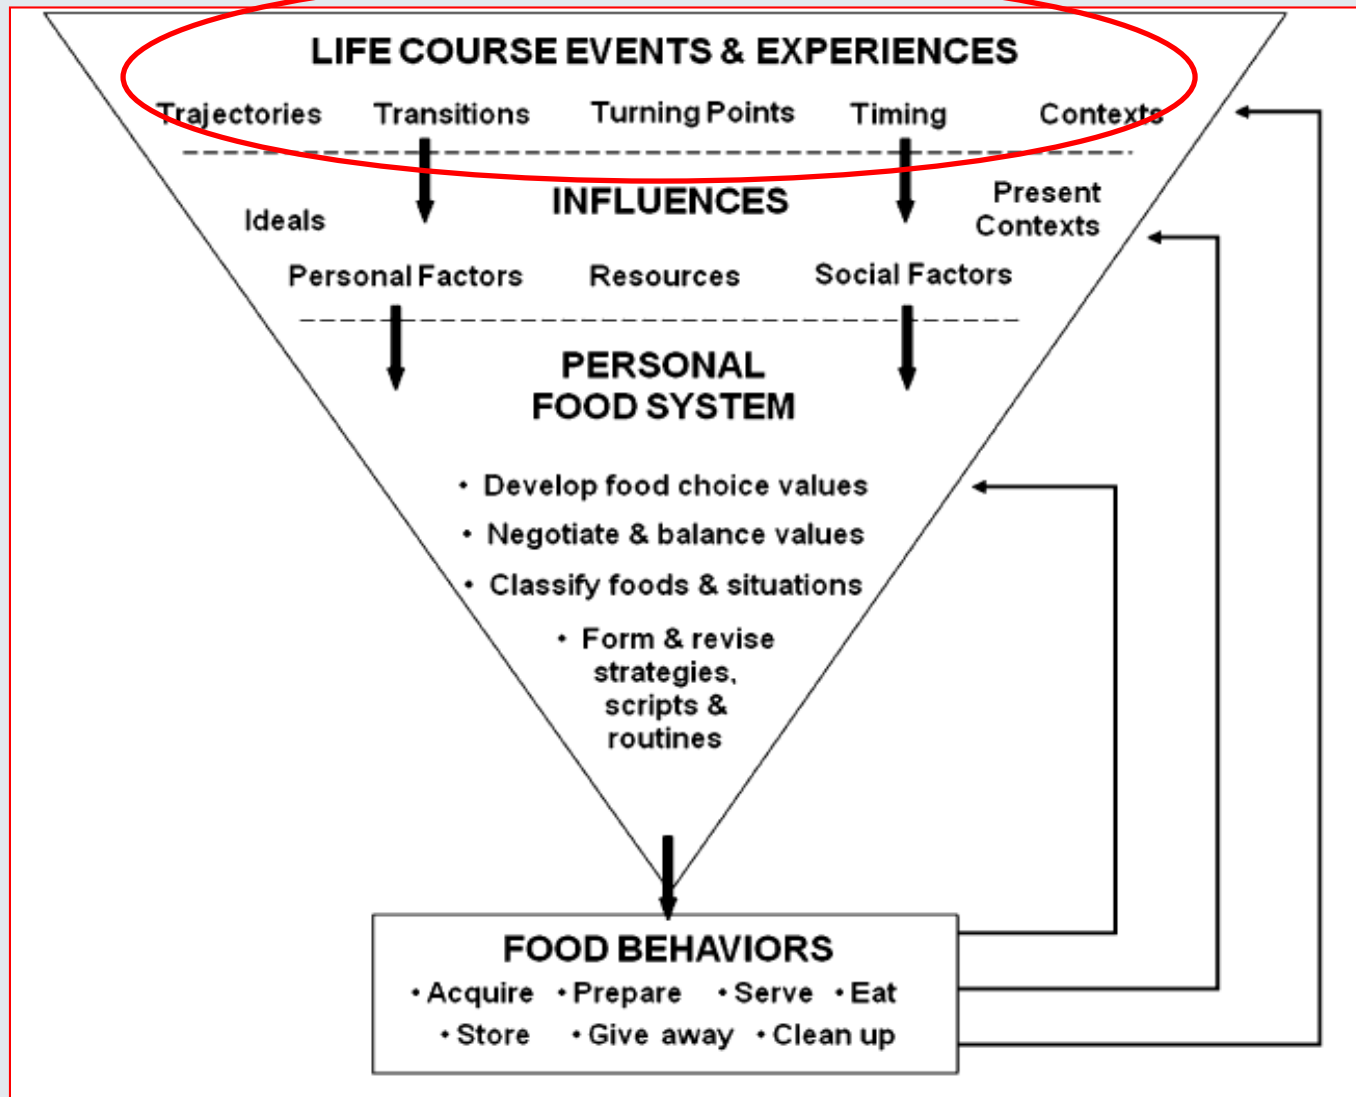 LIFE COURSE EVENTS & EXPERIENCES
Trajectories Transitions Turning Points Timing Contexts
INFLUENCES
Ideals
Present
Contexts
Personal Factors Resources Social Factors
PERSONAL
FOOD SYSTEM
• Develop food choice values
• Negotiate & balance values
• Classify foods & situations
• Form & revise
strategies,
scripts &
routines
FOOD BEHAVIORS
• Acquire • Prepare • Serve • Eat
• Store • Give away • Clean up